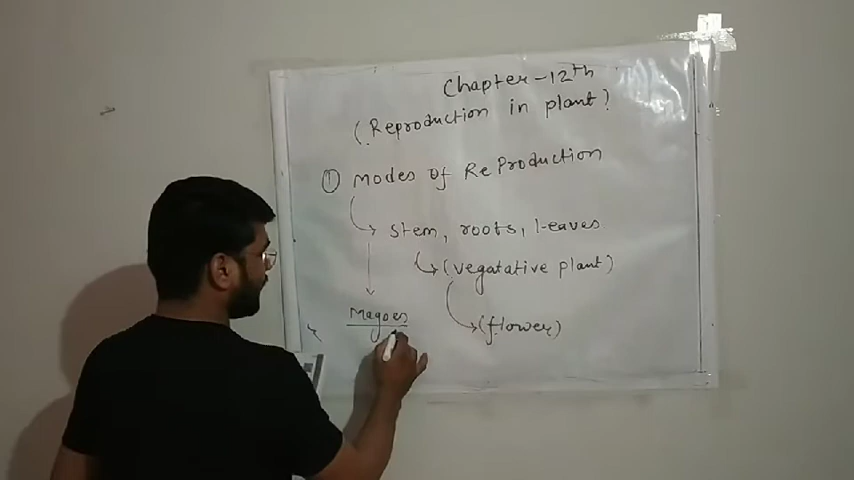 Chapter-12th
(Reproduction in plant)
① Modes of ReProduction
stem, roots, leaves
(vegatative plant)
Magoes
(flower)